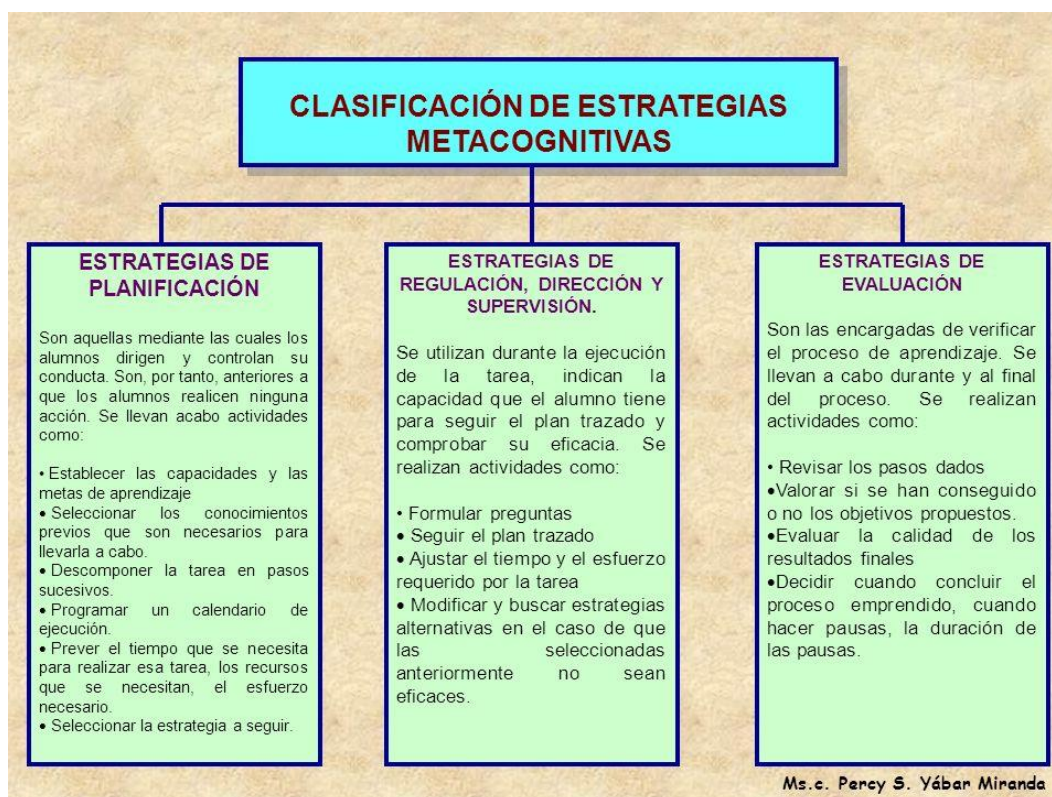 CLASIFICACIÓN DE ESTRATEGIAS
METACOGNITIVAS
ESTRATEGIAS DE
PLANIFICACIÓN
Son aquellas mediante las cuales los
alumnos dirigen y controlan su
conducta. Son, por tanto, anteriores a
que los alumnos realicen ninguna
acción. Se llevan acabo actividades
como:
• Establecer las capacidades y las
metas de aprendizaje
• Seleccionar los conocimientos
previos que son necesarios para
llevarla a cabo.
• Descomponer la tarea en pasos
sucesivos.
• Programar un calendario de
ejecución.
• Prever el tiempo que se necesita
para realizar esa tarea, los recursos
que se necesitan, el esfuerzo
necesario.
• Seleccionar la estrategia a seguir.
ESTRATEGIAS DE
REGULACIÓN, DIRECCIÓN Y
SUPERVISIÓN.
Se utilizan durante la ejecución
de la tarea, indican la
capacidad que el alumno tiene
para seguir el plan trazado y
comprobar su eficacia. Se
realizan actividades como:
• Formular preguntas
• Seguir el plan trazado
• Ajustar el tiempo y el esfuerzo
requerido por la tarea
• Modificar y buscar estrategias
alternativas en el caso de que
las seleccionadas
anteriormente no sean
eficaces.
ESTRATEGIAS DE
EVALUACIÓN
Son las encargadas de verificar
el proceso de aprendizaje. Se
llevan a cabo durante y al final
del proceso. Se realizan
actividades como:
• Revisar los pasos dados
•Valorar si se han conseguido
o no los objetivos propuestos.
•Evaluar la calidad de los
resultados finales
•Decidir cuando concluir el
proceso emprendido, cuando
hacer pausas, la duración de
las pausas.
Ms.c. Percy S. Yábar Miranda